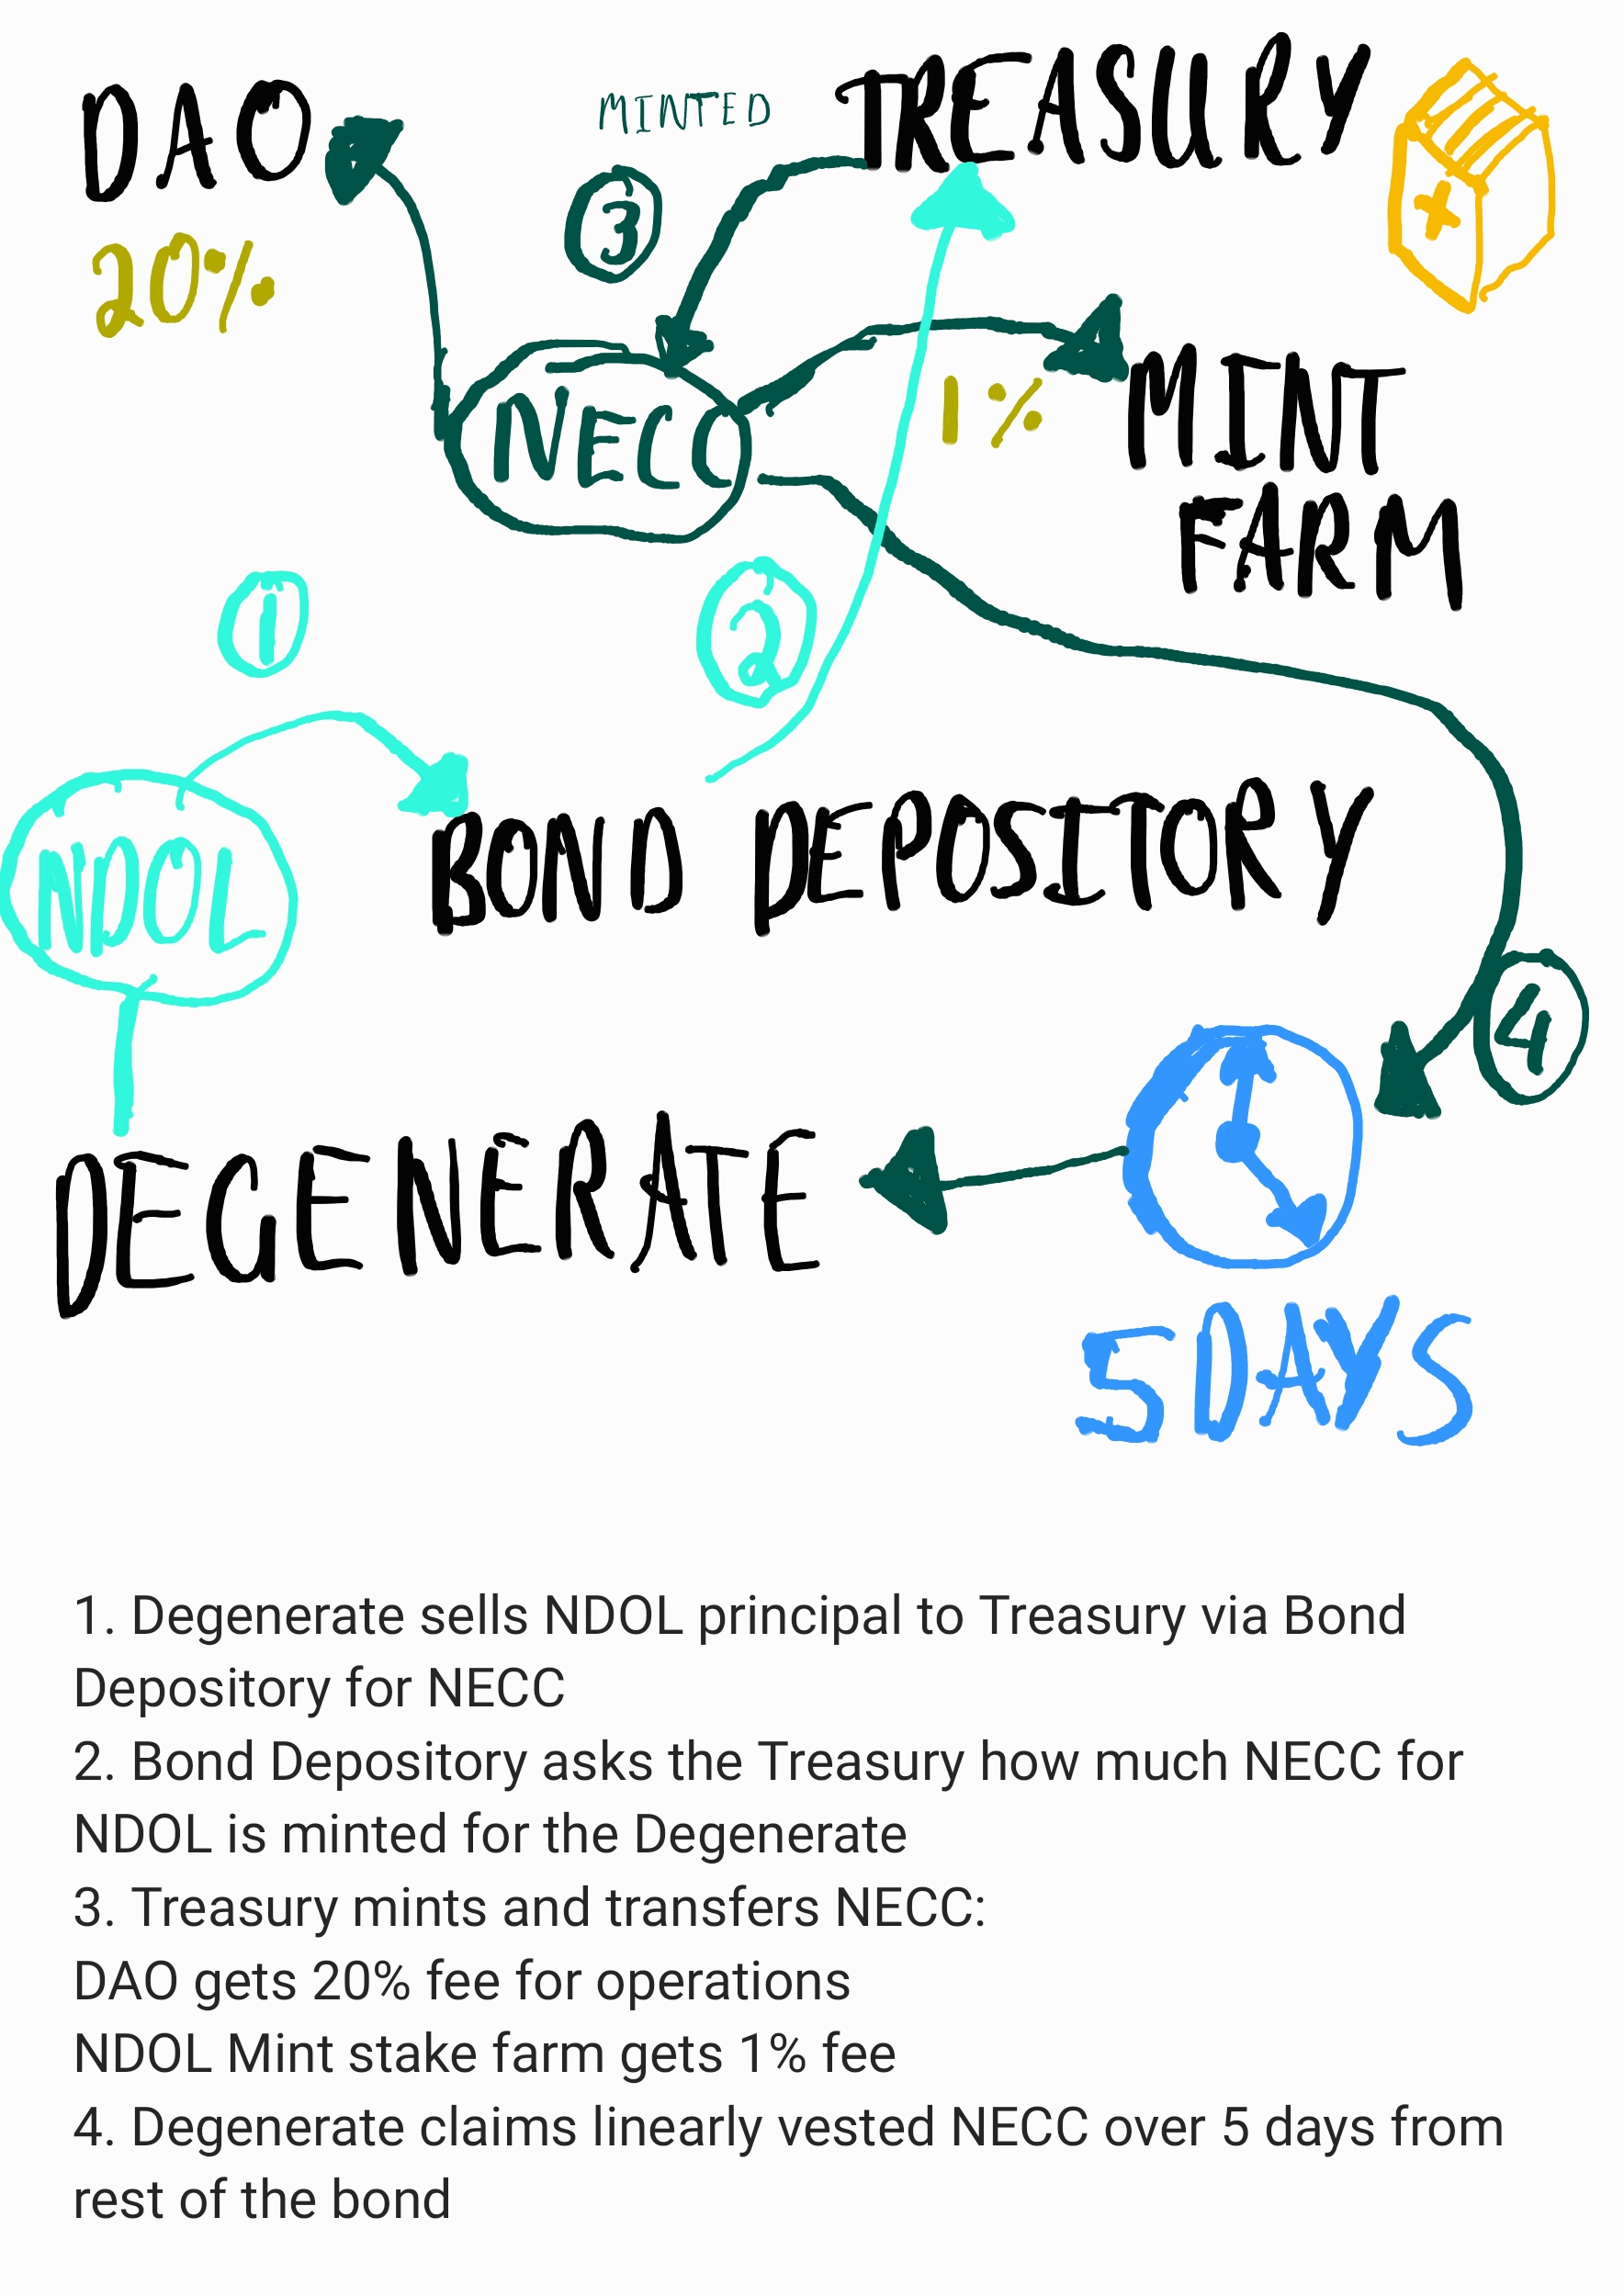 DAO
MINTED
TREASURY
20%
3
NECC
1%
MINT
FARM
1
2
NDOL
BOND DEPOSITORY
4
DEGENERATE
5 DAYS
1. Degenerate sells NDOL principal to Treasury via Bond
Depository for NECC
2. Bond Depository asks the Treasury how much NECC for
NDOL is minted for the Degenerate
3. Treasury mints and transfers NECC:
DAO gets 20% fee for operations
NDOL Mint stake farm gets 1% fee
4. Degenerate claims linearly vested NECC over 5 days from
rest of the bond